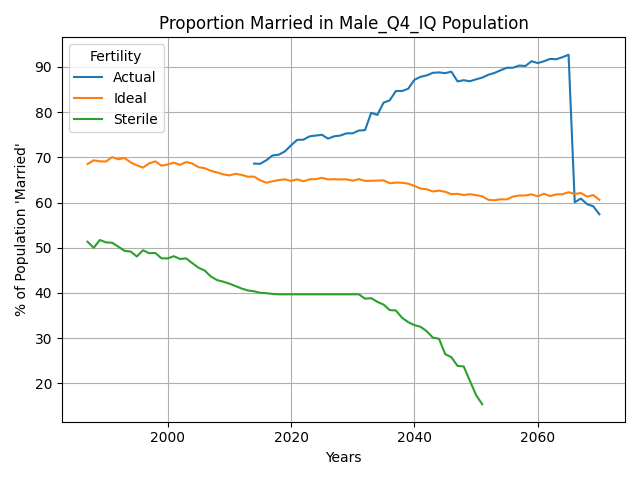 Proportion Married in Male_Q4_IQ Population
% of Population 'Married'
Fertility
Actual
Ideal
Sterile
90
80
70
60
50
40
30
20
2000
2020
2040
2060
Years